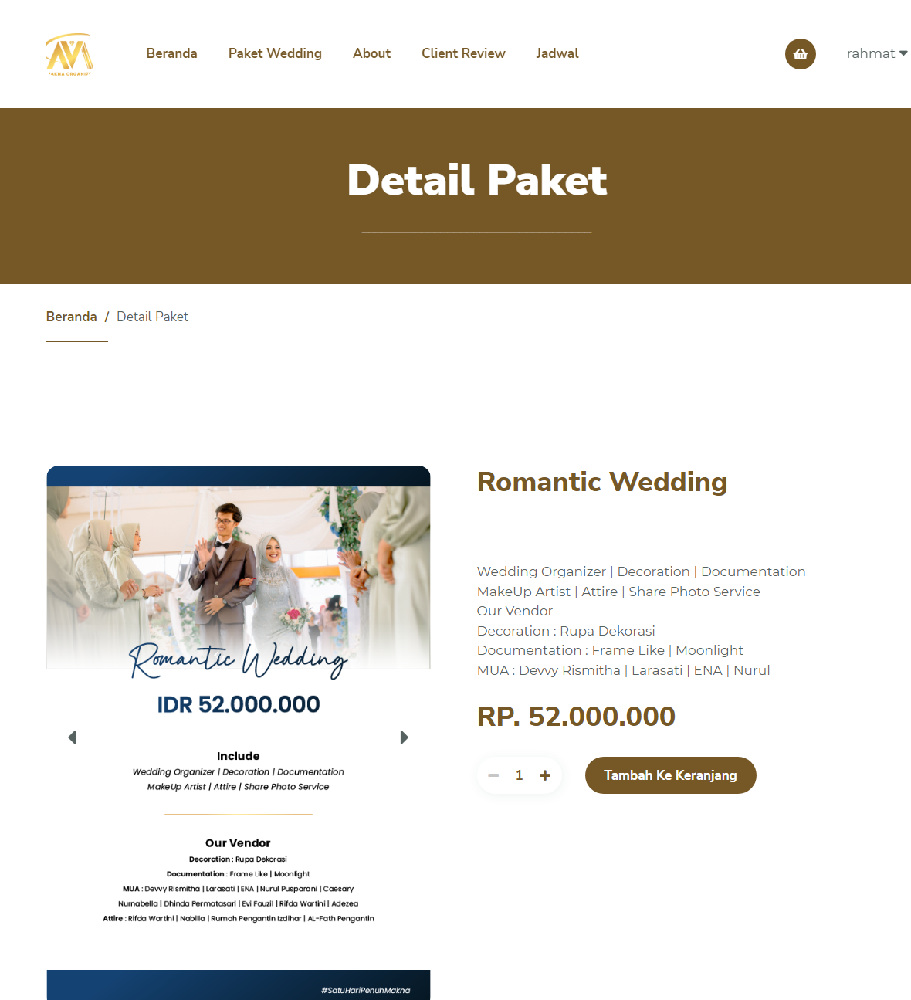 Beranda Paket Wedding About Client Review Jadwal rahmat
Detail Paket
Beranda / Detail Paket
Romantic Wedding
IDR 52.000.000
Include
Wedding Organizer | Decoration | Documentation
MakeUp Artist | Attire | Share Photo Service
Our Vendor
Decoration : Rupa Dekorasi
Documentation : Frame Like | Moonlight
MUA : Devvy Rismitha | Larasati | ENA | Nurul Pusparani | Caesary
Nurnabella | Dhinda Permatasari | Evi Fauzil | Rifda Wartini | Adezea
Attire : Rifda Wartini | Nabilla | Rumah Pengantin Izdihar | AL-Fath Pengantin
#SatuHariPenuhMakna
Romantic Wedding
Wedding Organizer | Decoration | Documentation
MakeUp Artist | Attire | Share Photo Service
Our Vendor
Decoration : Rupa Dekorasi
Documentation : Frame Like | Moonlight
MUA : Devvy Rismitha | Larasati | ENA | Nurul
RP. 52.000.000
1
Tambah Ke Keranjang